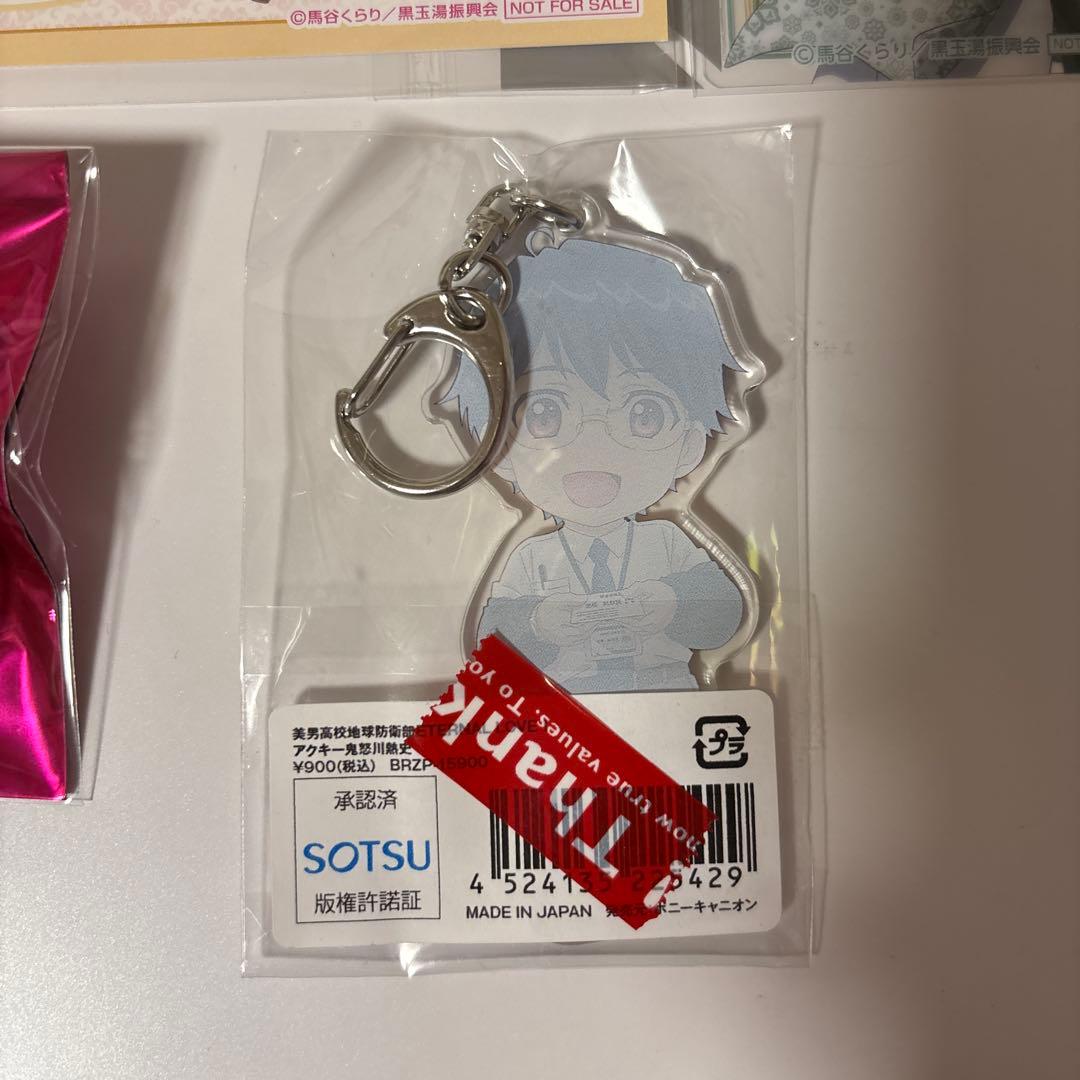 ©馬谷くらり／黒玉湯振興会 NOT FOR SALE
©馬谷くらり／黒玉湯振興会 NOT
美男高校地球防衛部ETERNAL LOVE
アクキー鬼怒川熱史
¥900(税込) BRZP-15900
承認済
SOTSU
版権許諾証
プラ
Thank
now true values. To yo
!
4 524135 225429
MADE IN JAPAN 発売元:ポニーキャニオン